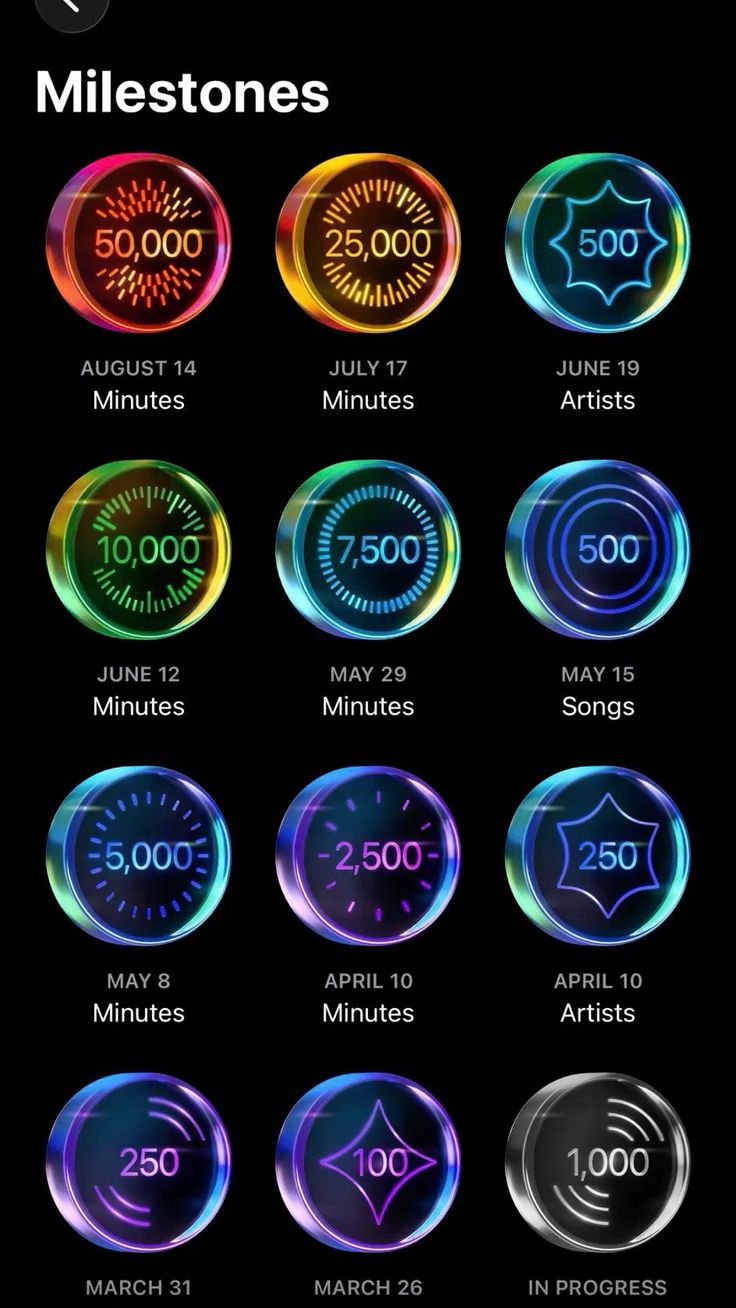 Milestones
50,000
25,000
500
AUGUST 14
JULY 17
JUNE 19
Minutes
Minutes
Artists
10,000
7,500
500
JUNE 12
MAY 29
MAY 15
Minutes
Minutes
Songs
5,000
2,500
250
MAY 8
APRIL 10
APRIL 10
Minutes
Minutes
Artists
250
100
1,000
MARCH 31
MARCH 26
IN PROGRESS